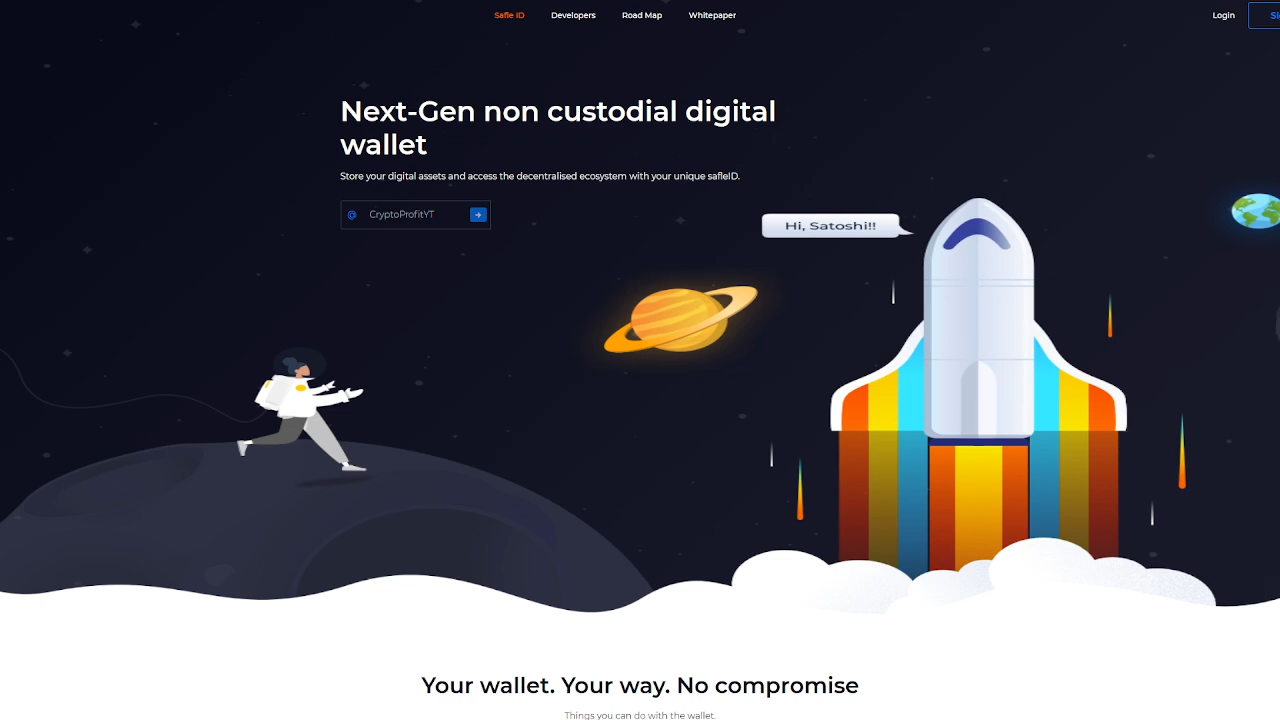 Safle ID Developers Road Map Whitepaper Login
Next-Gen non custodial digital
wallet
Store your digital assets and access the decentralised ecosystem with your unique safleID.
@ CryptoProfitYT
Hi, Satoshi!!
Your wallet. Your way. No compromise
Things you can do with the wallet.